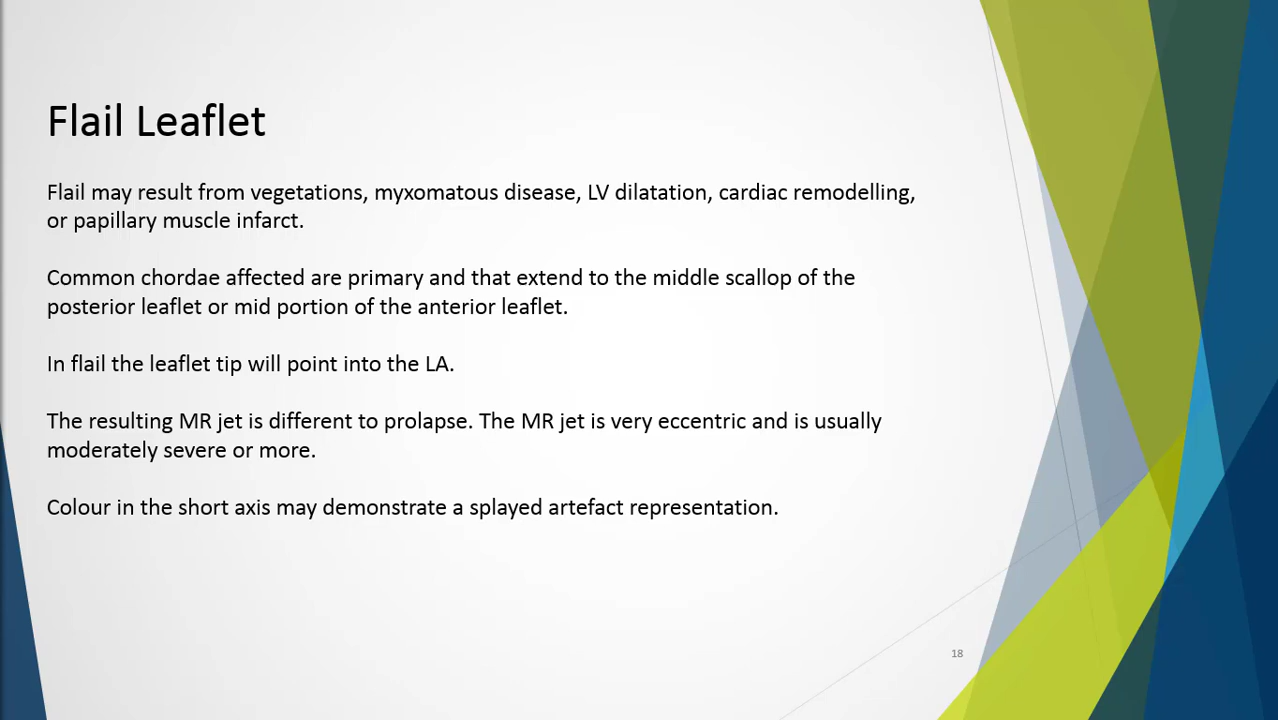 Flail Leaflet
Flail may result from vegetations, myxomatous disease, LV dilatation, cardiac remodelling,
or papillary muscle infarct.
Common chordae affected are primary and that extend to the middle scallop of the
posterior leaflet or mid portion of the anterior leaflet.
In flail the leaflet tip will point into the LA.
The resulting MR jet is different to prolapse. The MR jet is very eccentric and is usually
moderately severe or more.
Colour in the short axis may demonstrate a splayed artefact representation.
18